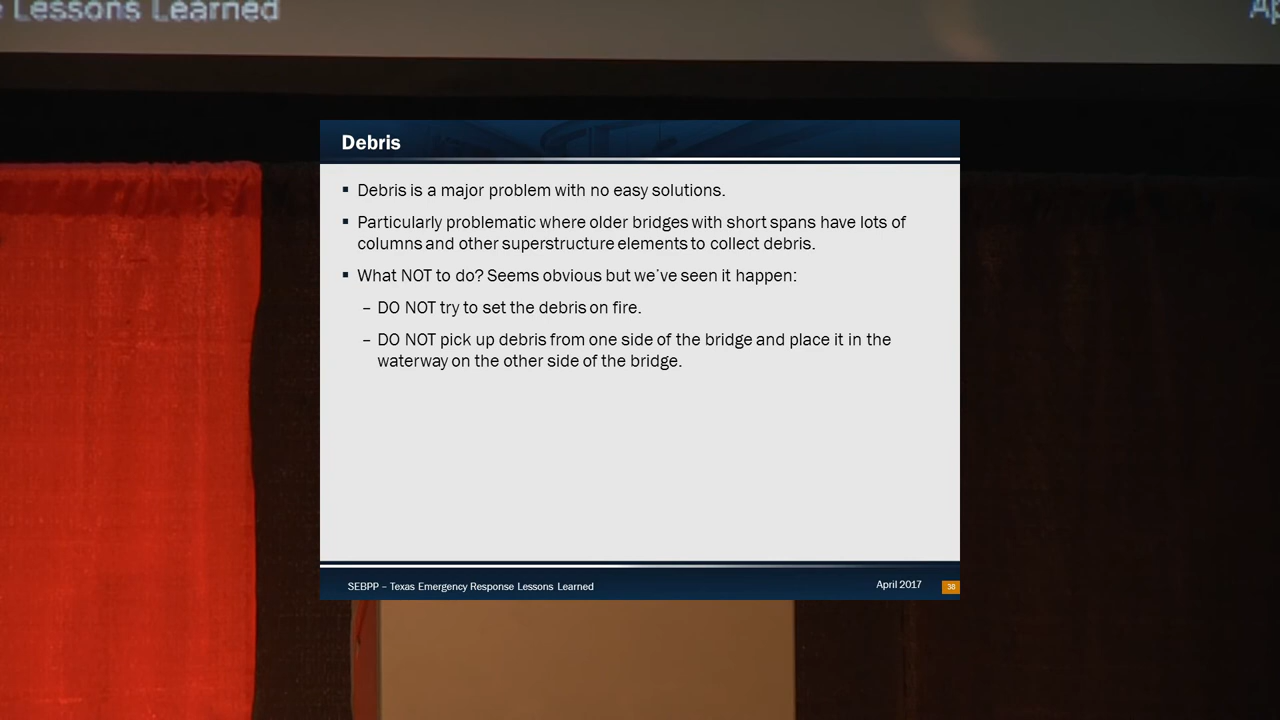 Lessons Learned
Debris
▪ Debris is a major problem with no easy solutions.
▪ Particularly problematic where older bridges with short spans have lots of
columns and other superstructure elements to collect debris.
▪ What NOT to do? Seems obvious but we've seen it happen:
– DO NOT try to set the debris on fire.
– DO NOT pick up debris from one side of the bridge and place it in the
waterway on the other side of the bridge.
SEBPP – Texas Emergency Response Lessons Learned
April 2017
38